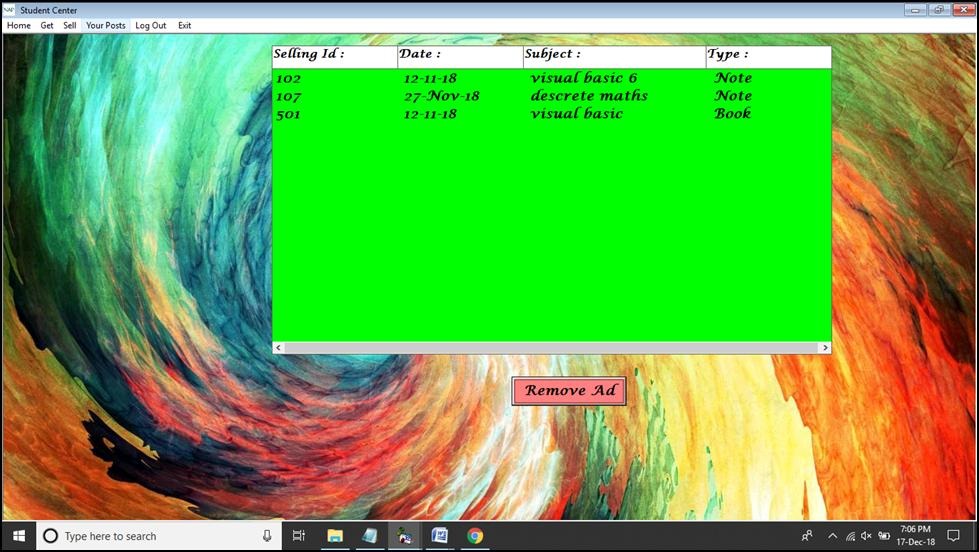 Student Center
Home Get Sell Your Posts Log Out Exit
Selling Id : Date : Subject : Type :
102 12-11-18 visual basic 6 Note
107 27-Nov-18 descrete maths Note
501 12-11-18 visual basic Book
Remove Ad
Type here to search
7:06 PM
17-Dec-18